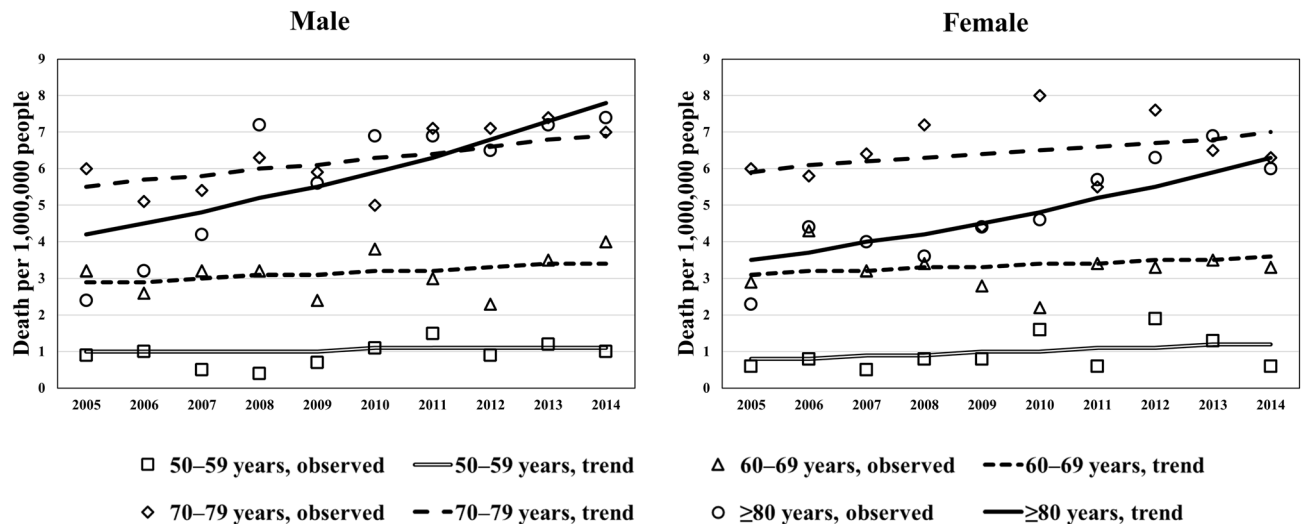 Male
Female
Death per 1,000,000 people
9
8
7
6
5
4
3
2
1
0
2005 2006 2007 2008 2009 2010 2011 2012 2013 2014
Death per 1,000,000 people
9
8
7
6
5
4
3
2
1
0
2005 2006 2007 2008 2009 2010 2011 2012 2013 2014
50–59 years, observed 50–59 years, trend 60–69 years, observed 60–69 years, trend
70–79 years, observed 70–79 years, trend ≥80 years, observed ≥80 years, trend